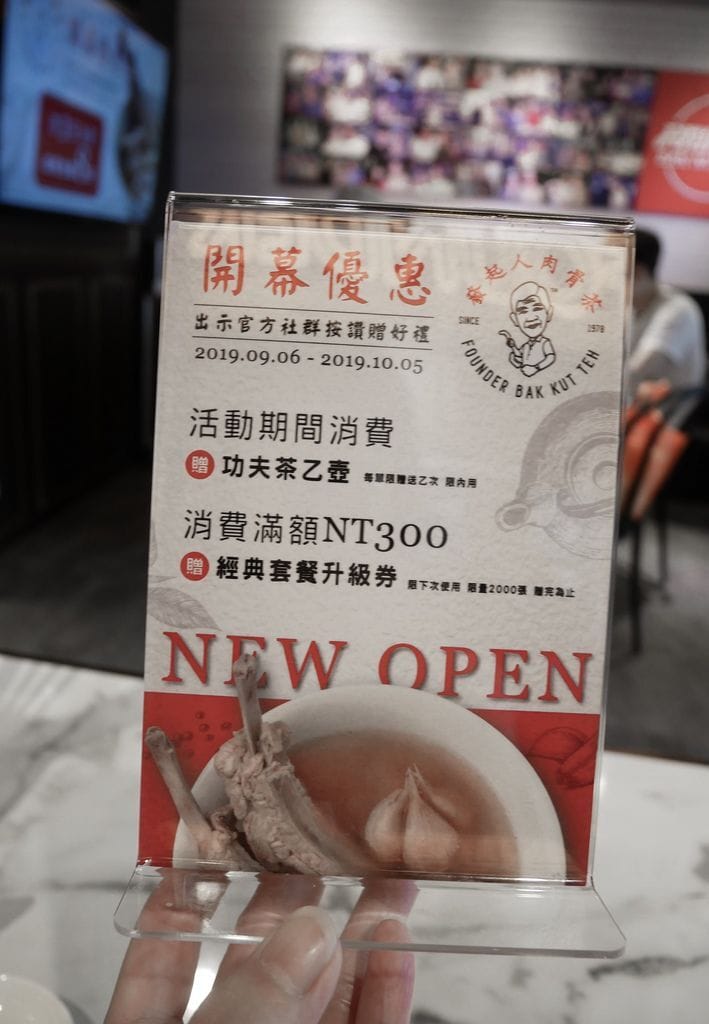 開幕優惠
出示官方社群按讚贈好禮
2019.09.06 - 2019.10.05
發起人肉骨茶
SINCE 1978
FOUNDER BAK KUT TEH
活動期間消費
贈 功夫茶乙壺 每單限贈送乙次 限內用
消費滿額NT300
贈 經典套餐升級券 限下次使用 限量2000張 贈完為止
NEW OPEN